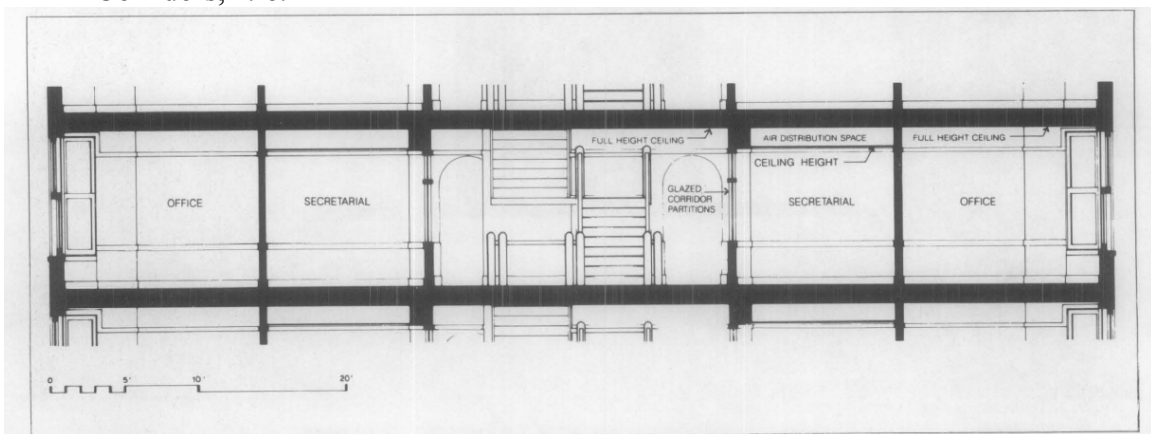 FULL HEIGHT CEILING
AIR DISTRIBUTION SPACE
FULL HEIGHT CEILING
CEILING HEIGHT
OFFICE
SECRETARIAL
GLAZED
CORRIDOR
PARTITIONS
SECRETARIAL
OFFICE
0 5' 10' 20'